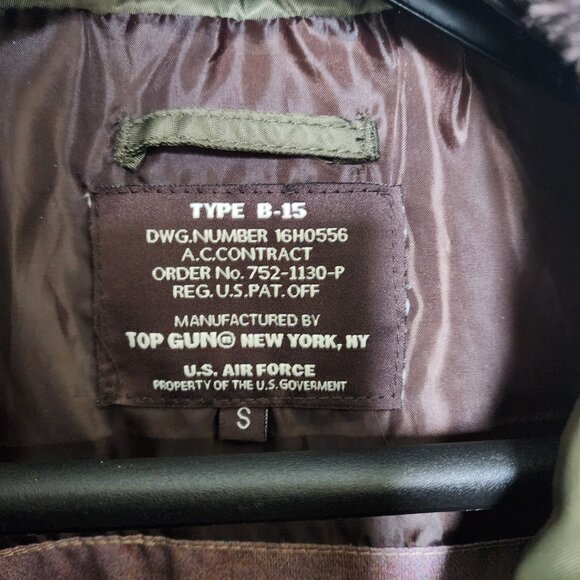 TYPE B-15
DWG.NUMBER 16H0556
A.C.CONTRACT
ORDER No. 752-1130-P
REG. U.S.PAT. OFF
MANUFACTURED BY
TOP GUN® NEW YORK, NY
U.S. AIR FORCE
PROPERTY OF THE U.S. GOVERMENT
S